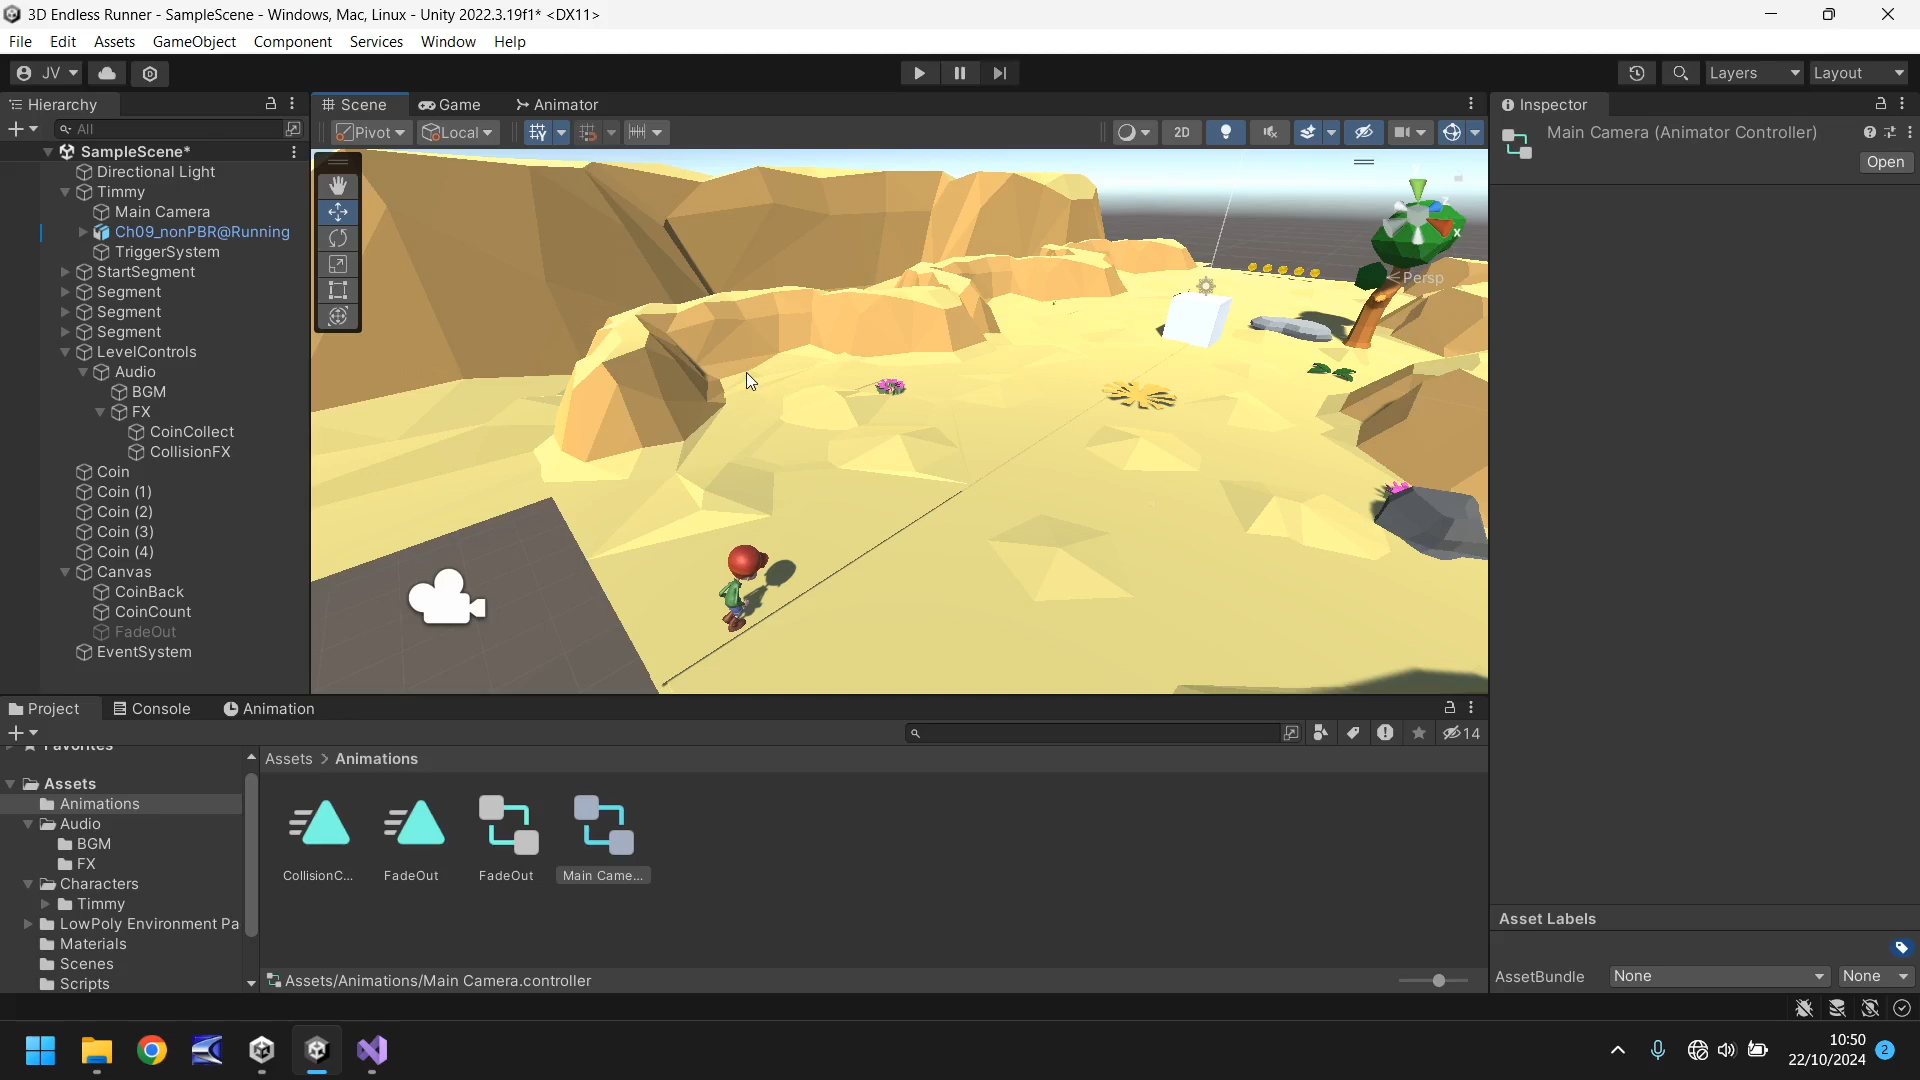 3D Endless Runner - SampleScene - Windows, Mac, Linux - Unity 2022.3.19f1* <DX11>
File Edit Assets GameObject Component Services Window Help
JV Layers Layout
Hierarchy
Scene Game Animator
Inspector
All
Pivot Local 2D
Main Camera (Animator Controller)
Open
SampleScene*
Directional Light
Timmy
Main Camera
Ch09_nonPBR@Running
TriggerSystem
StartSegment
Segment
Segment
Segment
LevelControls
Audio
BGM
FX
CoinCollect
CollisionFX
Coin
Coin (1)
Coin (2)
Coin (3)
Coin (4)
Canvas
CoinBack
CoinCount
FadeOut
EventSystem
z
x
Persp
Project Console Animation
14
Favorites
Assets
Animations
Audio
BGM
FX
Characters
Timmy
LowPoly Environment Pa
Materials
Scenes
Scripts
Assets > Animations
CollisionC...
FadeOut
FadeOut
Main Came...
Assets/Animations/Main Camera.controller
Asset Labels
AssetBundle None None
10:50
22/10/2024
2